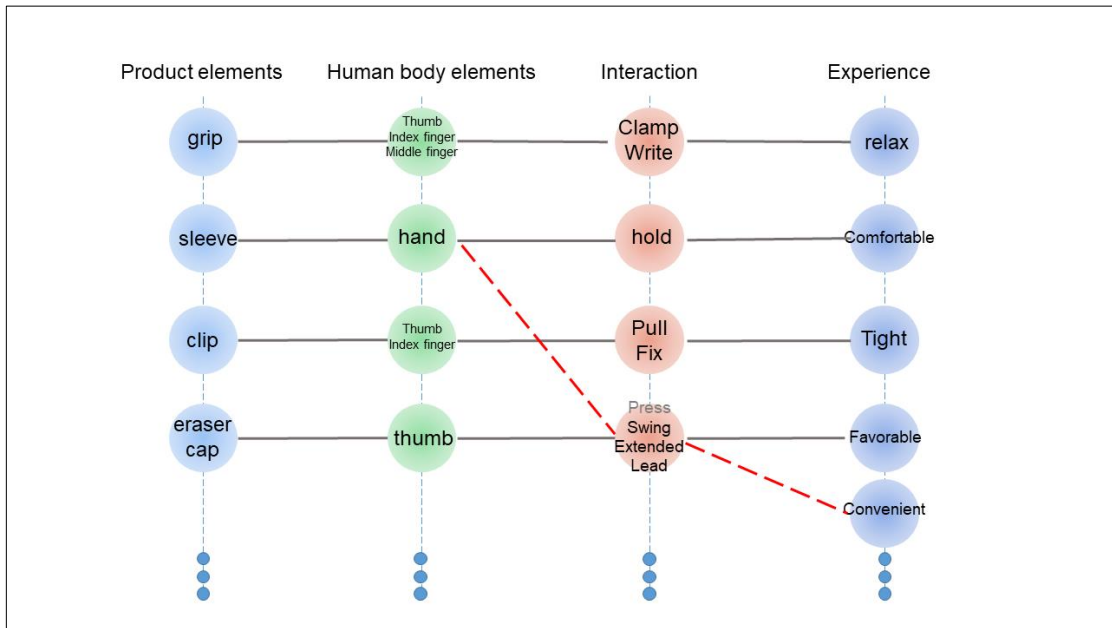 Product elements
Human body elements
Interaction
Experience
grip
Thumb
Index finger
Middle finger
Clamp
Write
relax
sleeve
hand
hold
Comfortable
clip
Thumb
Index finger
Pull
Fix
Tight
eraser
cap
thumb
Press
Swing
Extended
Lead
Favorable
Convenient